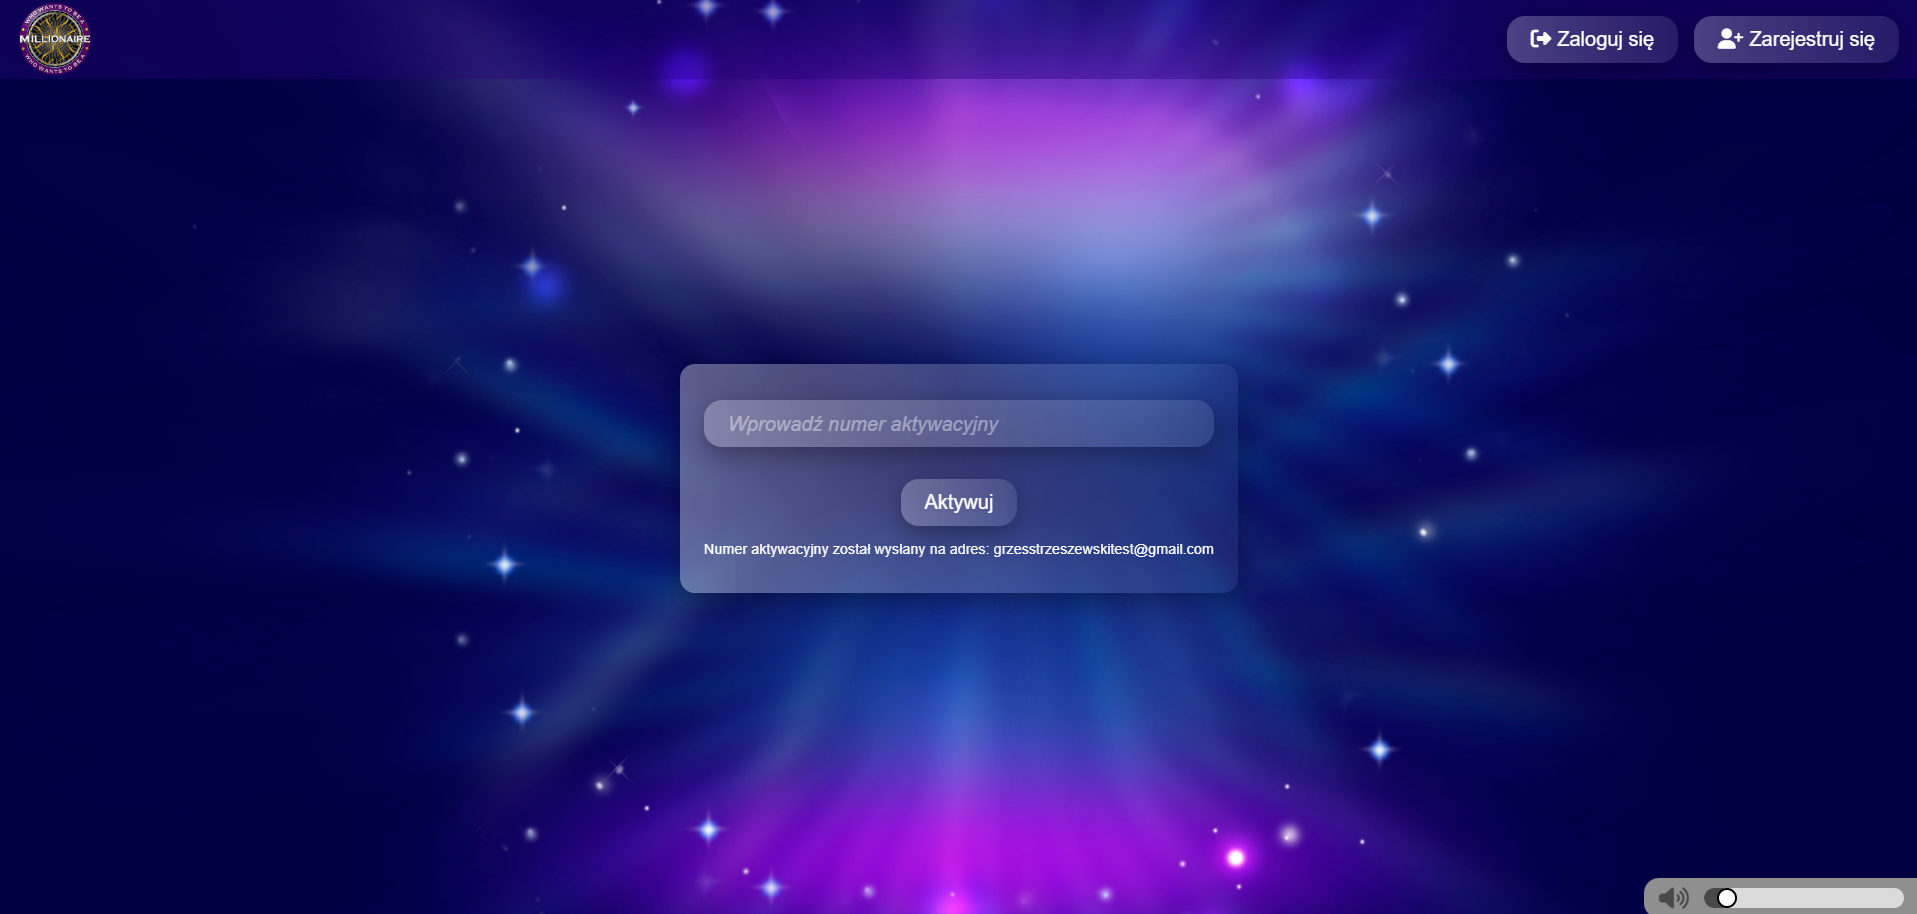 WHO WANTS TO BE A
MILLIONAIRE
WHO WANTS TO BE A
Zaloguj się
Zarejestruj się
Wprowadź numer aktywacyjny
Aktywuj
Numer aktywacyjny został wysłany na adres: grzesstrzeszewskitest@gmail.com